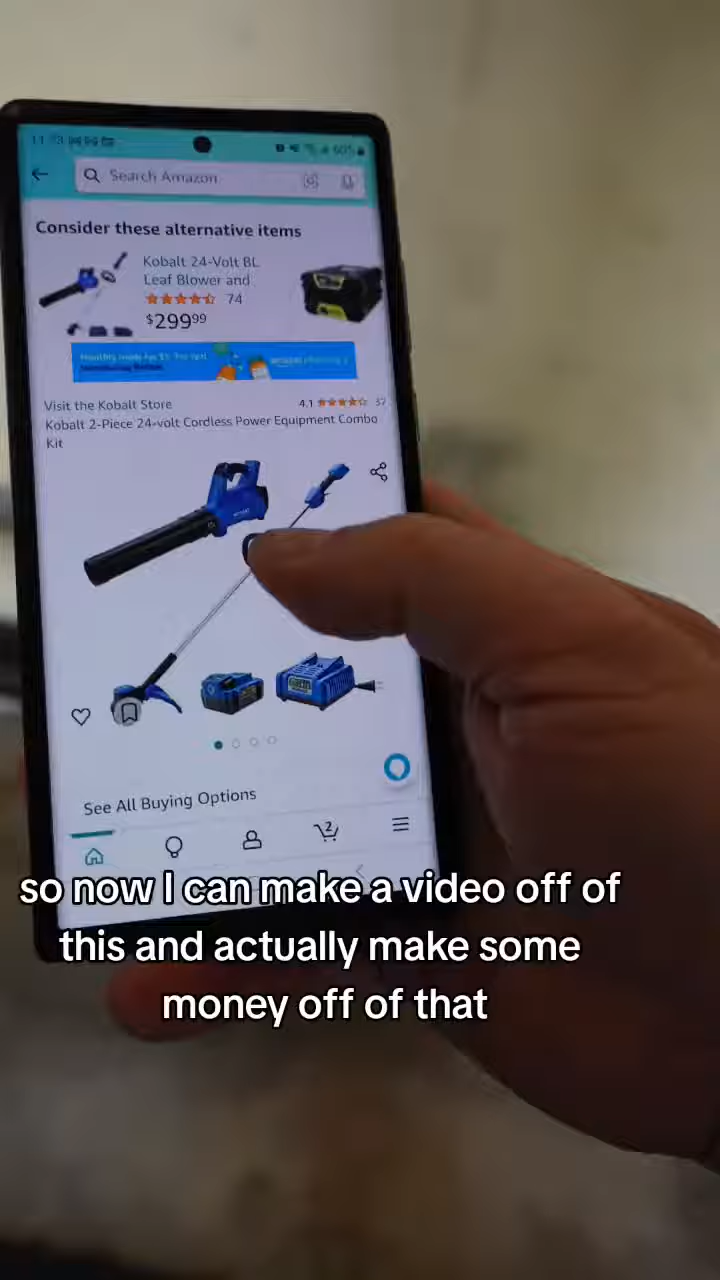 Search Amazon
Consider these alternative items
Kobalt 24-Volt BL
Leaf Blower and
74
$299⁹⁹
Visit the Kobalt Store
4.1
37
Kobalt 2-Piece 24-volt Cordless Power Equipment Combo
Kit
See All Buying Options
2
so now I can make a video off of
this and actually make some
money off of that